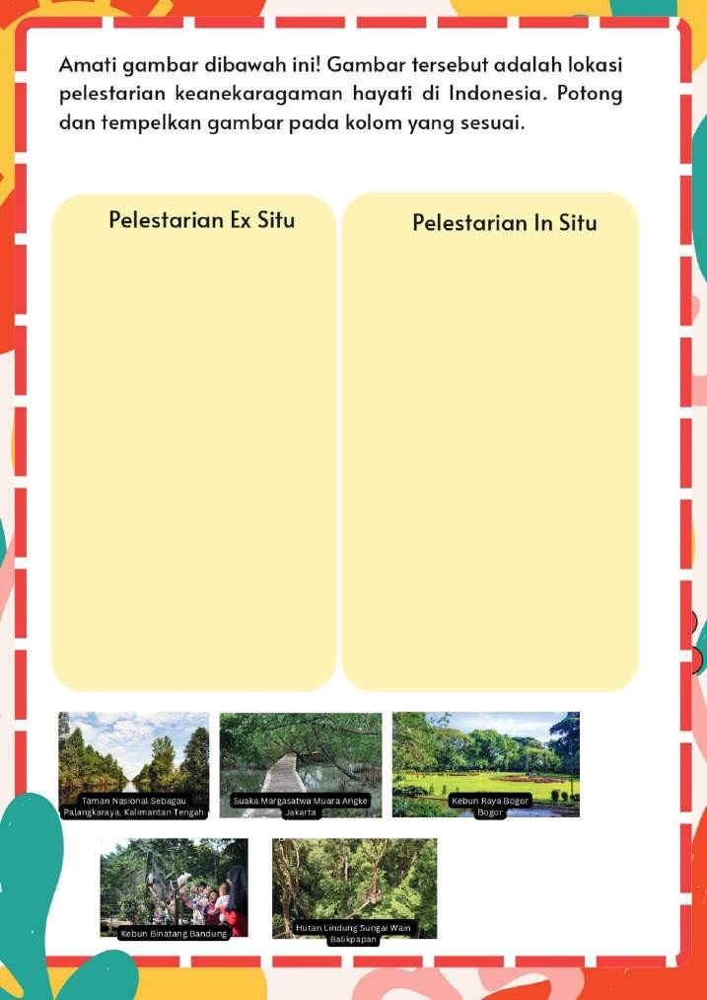 Amati gambar dibawah ini! Gambar tersebut adalah lokasi
pelestarian keanekaragaman hayati di Indonesia. Potong
dan tempelkan gambar pada kolom yang sesuai.
Pelestarian Ex Situ
Pelestarian In Situ
Taman Nasional Sebagau
Palangkaraya, Kalimantan Tengah
Suaka Margasatwa Muara Angke
Jakarta
Kebun Raya Bogor
Bogor
Kebun Binatang Bandung
Hutan Lindung Sungai Wain
Balikpapan